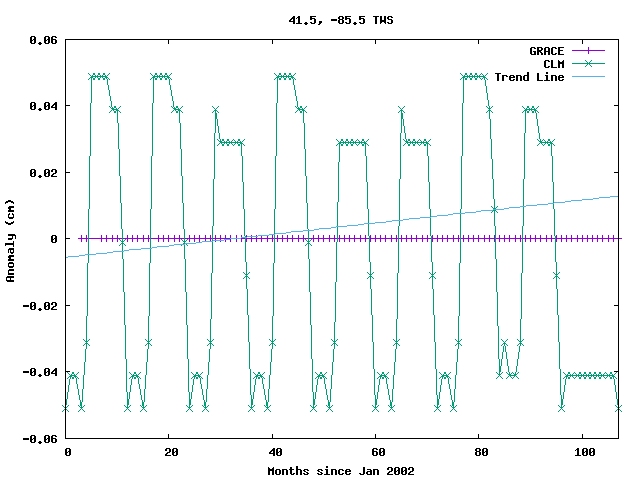 41.5, -85.5 TWS
GRACE
CLM
Trend Line
0.06
0.04
0.02
0
-0.02
-0.04
-0.06
Anomaly (cm)
0 20 40 60 80 100
Months since Jan 2002